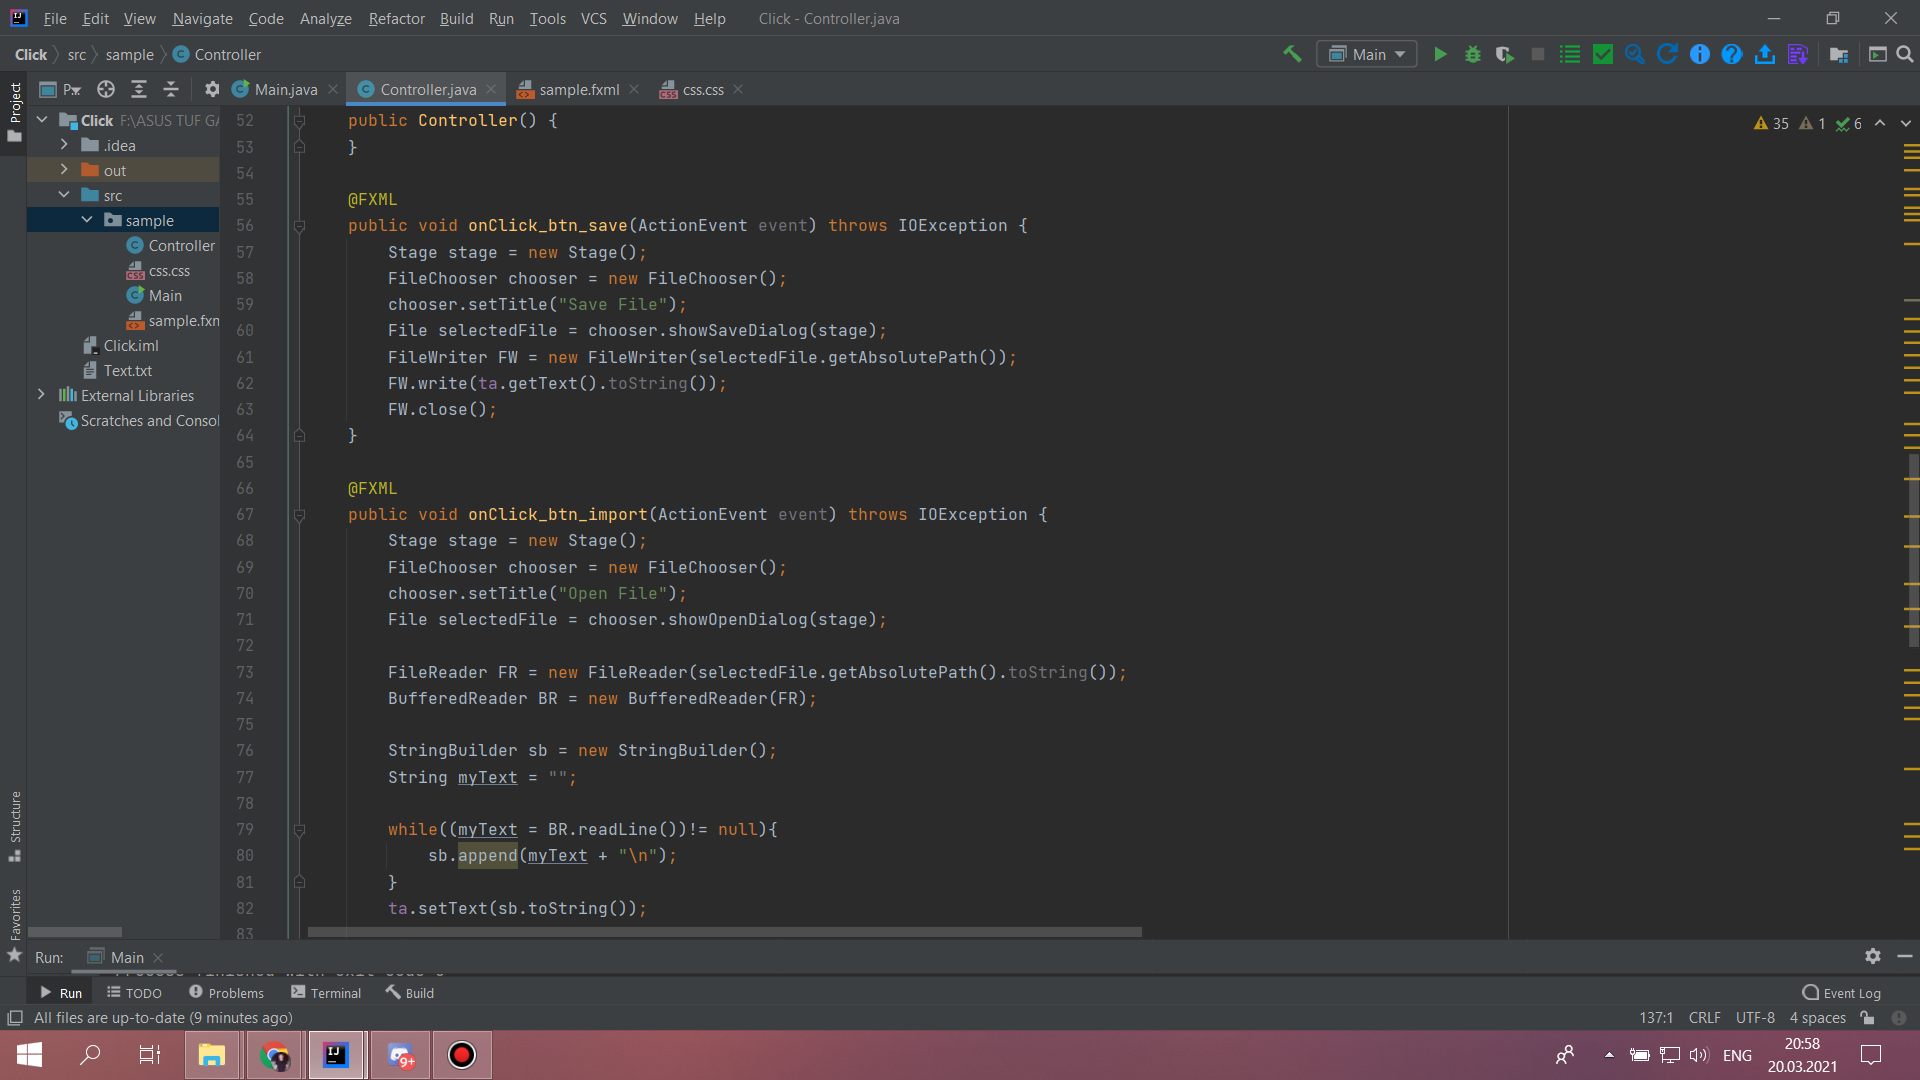 File Edit View Navigate Code Analyze Refactor Build Run Tools VCS Window Help Click - Controller.java
Click src sample Controller
Main
Project
P... Main.java Controller.java sample.fxml css.css
Click F:\ASUS TUF GA
.idea
out
src
sample
Controller
css.css
Main
sample.fxm
Click.iml
Text.txt
External Libraries
Scratches and Consol
35 1 6
52 public Controller() {
53 }
54
55 @FXML
56 public void onClick_btn_save(ActionEvent event) throws IOException {
57 Stage stage = new Stage();
58 FileChooser chooser = new FileChooser();
59 chooser.setTitle("Save File");
60 File selectedFile = chooser.showSaveDialog(stage);
61 FileWriter FW = new FileWriter(selectedFile.getAbsolutePath());
62 FW.write(ta.getText().toString());
63 FW.close();
64 }
65
66 @FXML
67 public void onClick_btn_import(ActionEvent event) throws IOException {
68 Stage stage = new Stage();
69 FileChooser chooser = new FileChooser();
70 chooser.setTitle("Open File");
71 File selectedFile = chooser.showOpenDialog(stage);
72
73 FileReader FR = new FileReader(selectedFile.getAbsolutePath().toString());
74 BufferedReader BR = new BufferedReader(FR);
75
76 StringBuilder sb = new StringBuilder();
77 String myText = "";
78
79 while((myText = BR.readLine())!= null){
80 sb.append(myText + "\n");
81 }
82 ta.setText(sb.toString());
83
Structure
Favorites
Run: Main
Process finished with exit code 0
Run TODO Problems Terminal Build Event Log
All files are up-to-date (9 minutes ago) 137:1 CRLF UTF-8 4 spaces
9+
ENG
20:58
20.03.2021